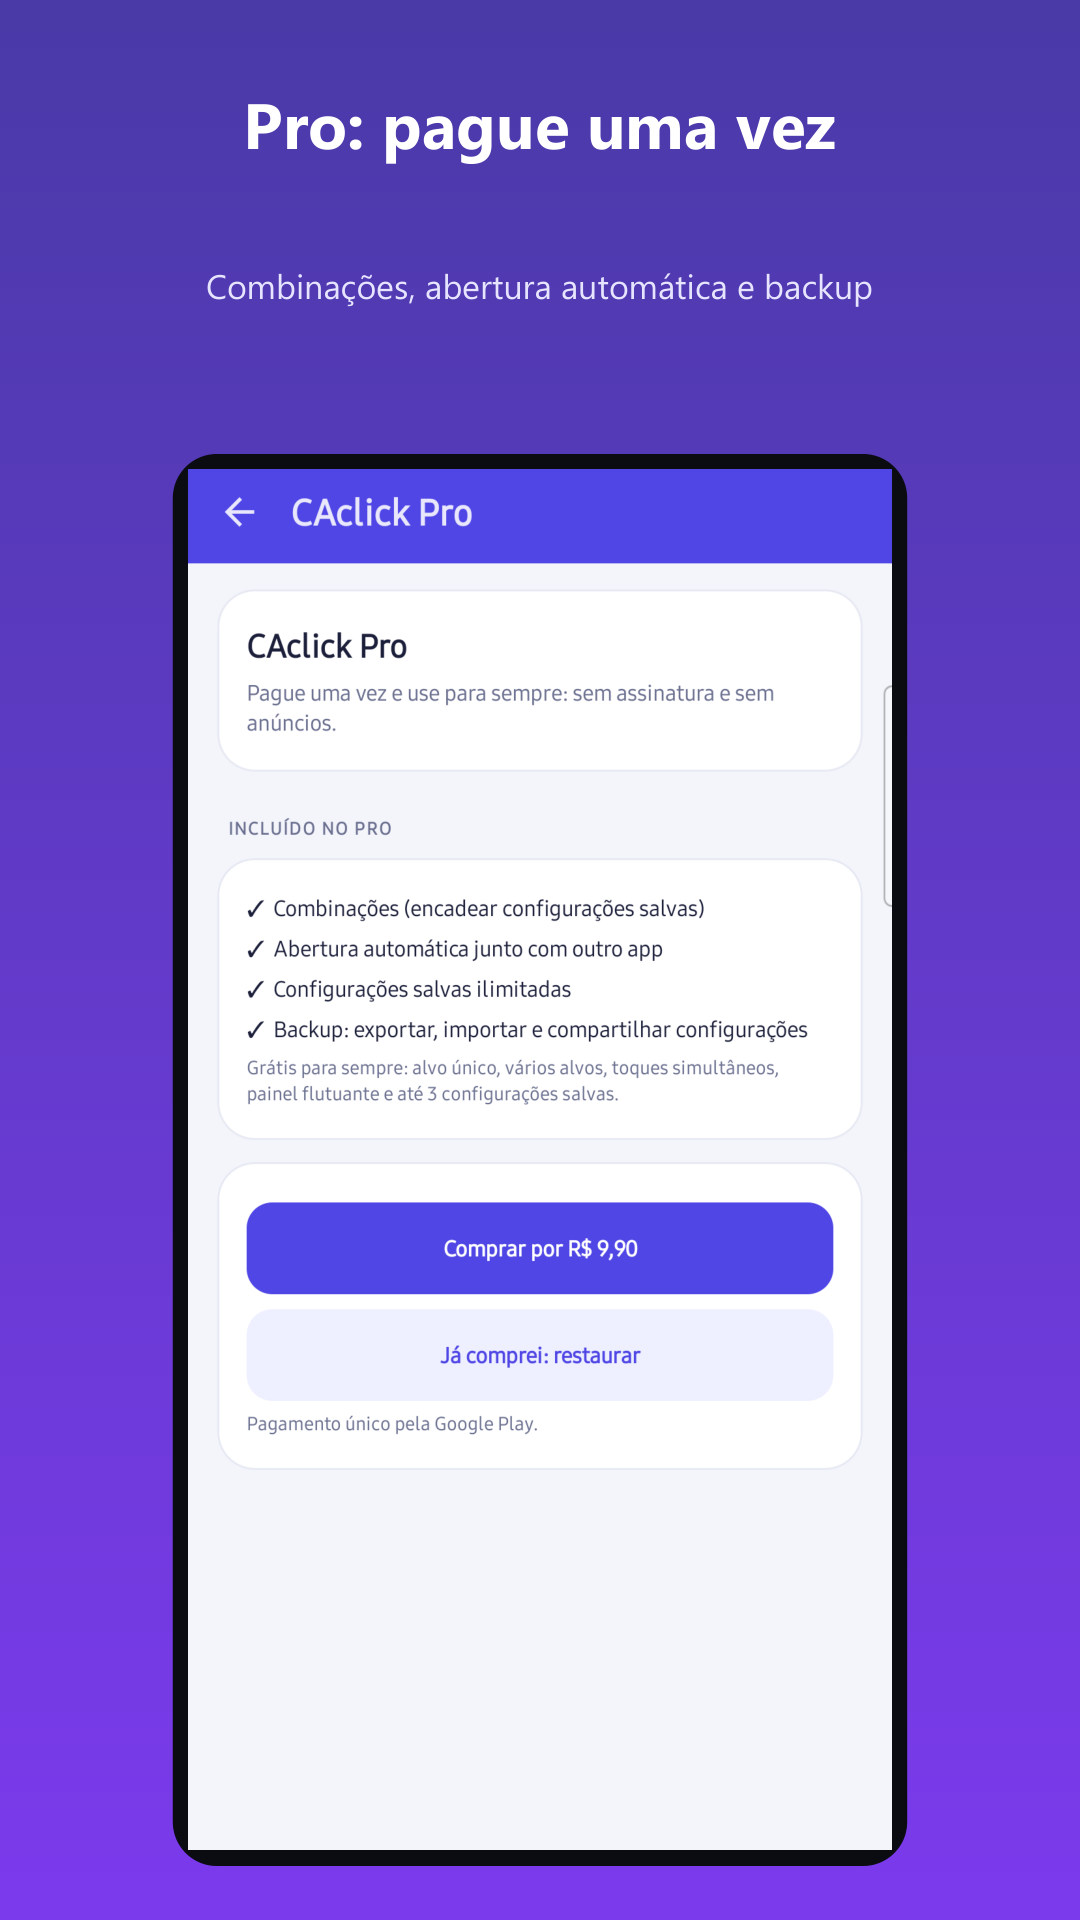 Pro: pague uma vez
Combinações, abertura automática e backup
CAclick Pro
CAclick Pro
Pague uma vez e use para sempre: sem assinatura e sem
anúncios.
INCLUÍDO NO PRO
✓ Combinações (encadear configurações salvas)
✓ Abertura automática junto com outro app
✓ Configurações salvas ilimitadas
✓ Backup: exportar, importar e compartilhar configurações
Grátis para sempre: alvo único, vários alvos, toques simultâneos,
painel flutuante e até 3 configurações salvas.
Comprar por R$ 9,90
Já comprei: restaurar
Pagamento único pela Google Play.